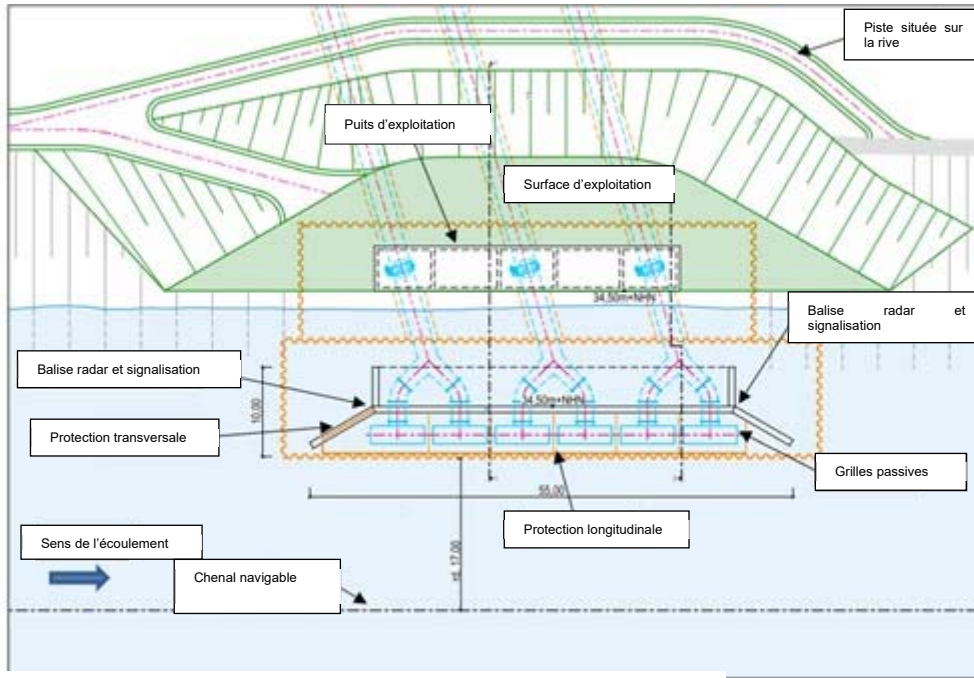 Piste située sur
la rive
Puits d'exploitation
Surface d'exploitation
34,50m+NHN
Balise radar et
signalisation
Balise radar et signalisation
10,00
34,50m+NHN
Protection transversale
Grilles passives
55,00
Protection longitudinale
Sens de l'écoulement
rd. 17,00
Chenal navigable